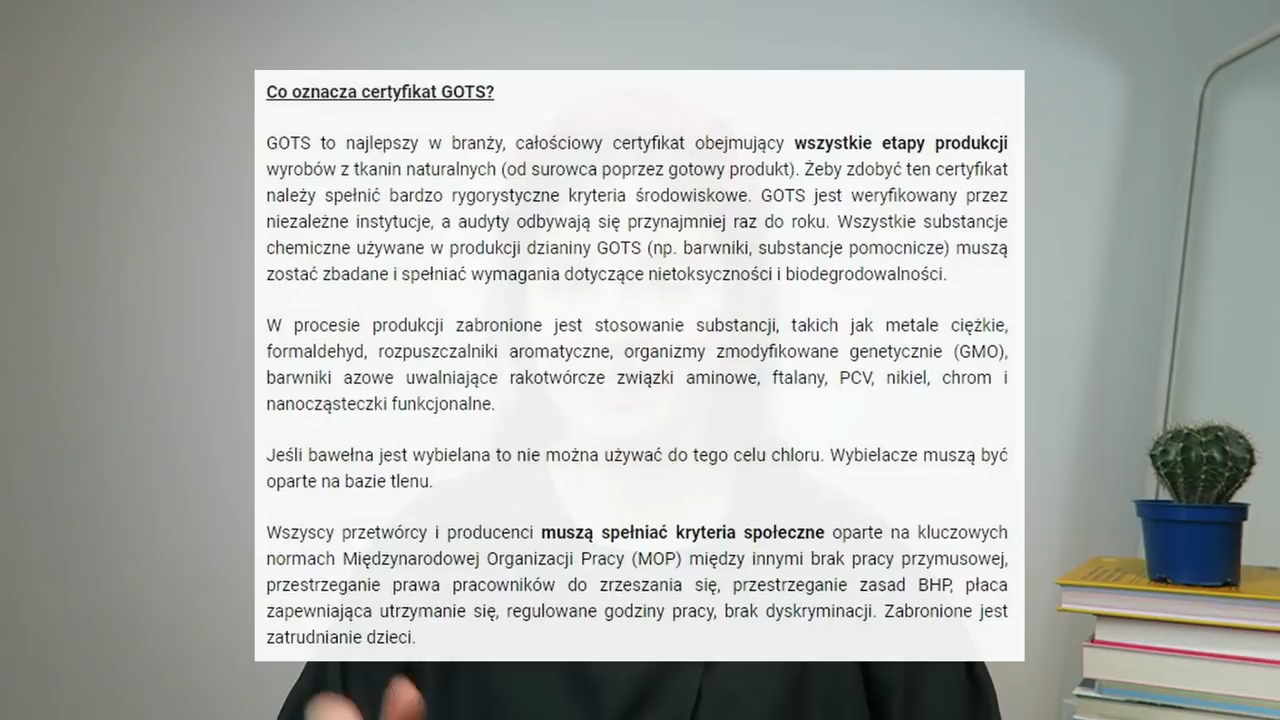 Co oznacza certyfikat GOTS?
GOTS to najlepszy w branży, całościowy certyfikat obejmujący wszystkie etapy produkcji
wyrobów z tkanin naturalnych (od surowca poprzez gotowy produkt). Żeby zdobyć ten certyfikat
należy spełnić bardzo rygorystyczne kryteria środowiskowe. GOTS jest weryfikowany przez
niezależne instytucje, a audyty odbywają się przynajmniej raz do roku. Wszystkie substancje
chemiczne używane w produkcji dzianiny GOTS (np. barwniki, substancje pomocnicze) muszą
zostać zbadane i spełniać wymagania dotyczące nietoksyczności i biodegrodowalności.
W procesie produkcji zabronione jest stosowanie substancji, takich jak metale ciężkie,
formaldehyd, rozpuszczalniki aromatyczne, organizmy zmodyfikowane genetycznie (GMO),
barwniki azowe uwalniające rakotwórcze związki aminowe, ftalany, PCV, nikiel, chrom i
nanocząsteczki funkcjonalne.
Jeśli bawełna jest wybielana to nie można używać do tego celu chloru. Wybielacze muszą być
oparte na bazie tlenu.
Wszyscy przetwórcy i producenci muszą spełniać kryteria społeczne oparte na kluczowych
normach Międzynarodowej Organizacji Pracy (MOP) między innymi brak pracy przymusowej,
przestrzeganie prawa pracowników do zrzeszania się, przestrzeganie zasad BHP, płaca
zapewniająca utrzymanie się, regulowane godziny pracy, brak dyskryminacji. Zabronione jest
zatrudnianie dzieci.